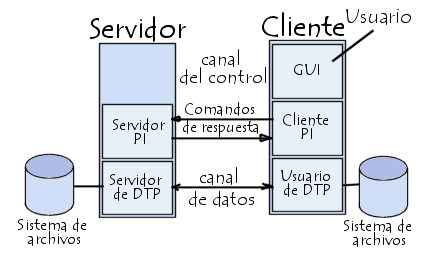 Servidor
Cliente
Usuario
canal
del control
GUI
Comandos
de respuesta
Servidor
PI
Cliente
PI
Servidor
de DTP
canal
de datos
Usuario
de DTP
Sistema de
archivos
Sistema de
archivos